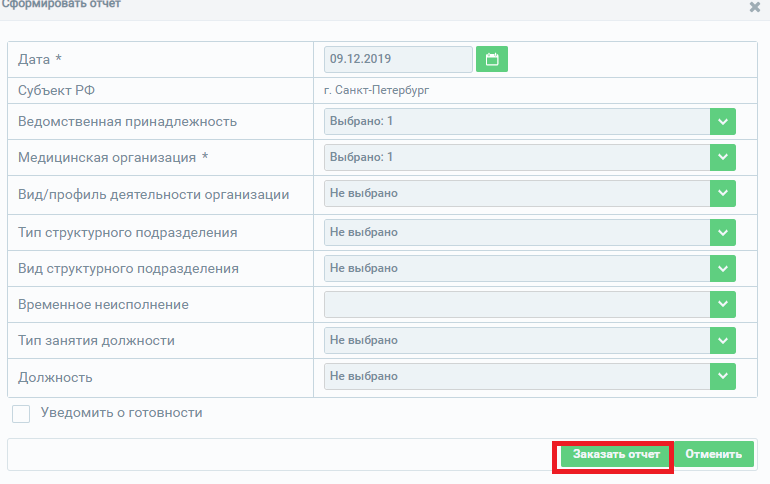 Сформировать отчет
Дата *
09.12.2019
Субъект РФ
г. Санкт-Петербург
Ведомственная принадлежность
Выбрано: 1
Медицинская организация *
Выбрано: 1
Вид/профиль деятельности организации
Не выбрано
Тип структурного подразделения
Не выбрано
Вид структурного подразделения
Не выбрано
Временное неисполнение
Тип занятия должности
Не выбрано
Должность
Не выбрано
Уведомить о готовности
Заказать отчет
Отменить